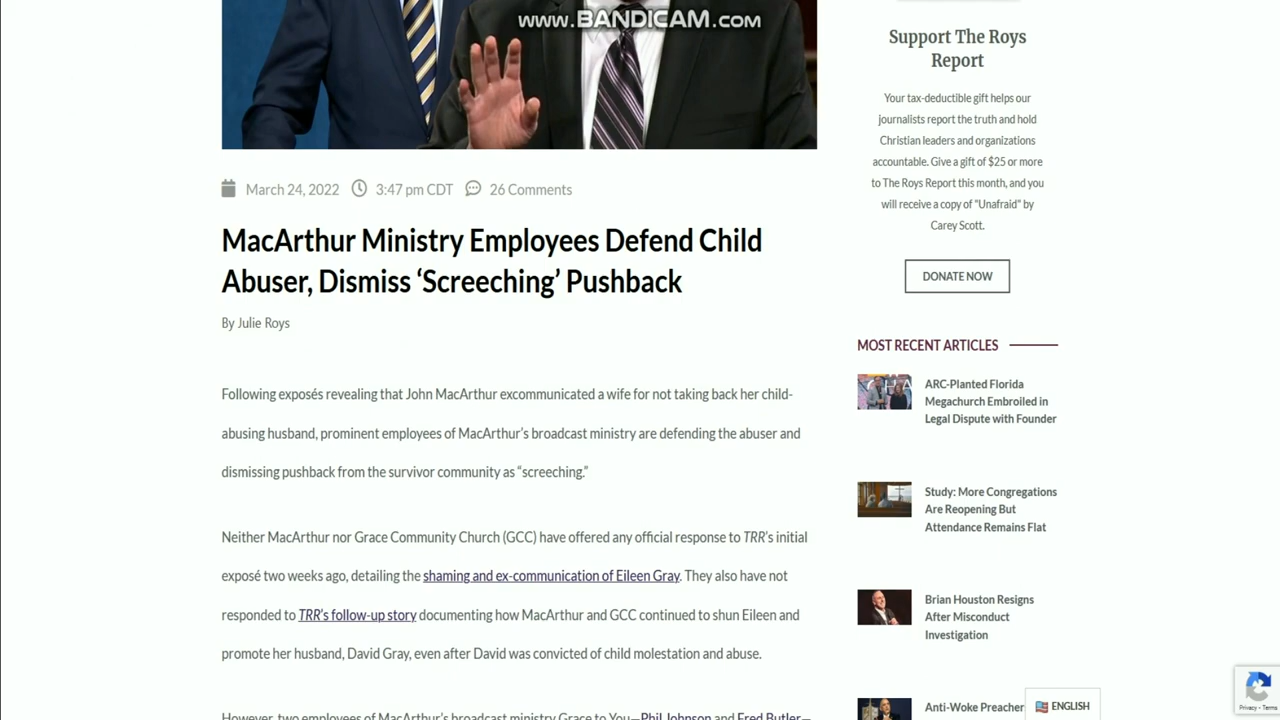 www.BANDICAM.com
March 24, 2022 3:47 pm CDT 26 Comments
MacArthur Ministry Employees Defend Child
Abuser, Dismiss ‘Screeching’ Pushback
By Julie Roys
Following exposés revealing that John MacArthur excommunicated a wife for not taking back her child-
abusing husband, prominent employees of MacArthur’s broadcast ministry are defending the abuser and
dismissing pushback from the survivor community as “screeching.”
Neither MacArthur nor Grace Community Church (GCC) have offered any official response to TRR’s initial
exposé two weeks ago, detailing the shaming and ex-communication of Eileen Gray. They also have not
responded to TRR’s follow-up story documenting how MacArthur and GCC continued to shun Eileen and
promote her husband, David Gray, even after David was convicted of child molestation and abuse.
However, two employees of MacArthur’s broadcast ministry Grace to You—Phil Johnson and Fred Butler—
Support The Roys
Report
Your tax-deductible gift helps our
journalists report the truth and hold
Christian leaders and organizations
accountable. Give a gift of $25 or more
to The Roys Report this month, and you
will receive a copy of “Unafraid” by
Carey Scott.
DONATE NOW
MOST RECENT ARTICLES
ARC-Planted Florida
Megachurch Embroiled in
Legal Dispute with Founder
Study: More Congregations
Are Reopening But
Attendance Remains Flat
Brian Houston Resigns
After Misconduct
Investigation
Anti-Woke Preacher
ENGLISH
Privacy - Terms